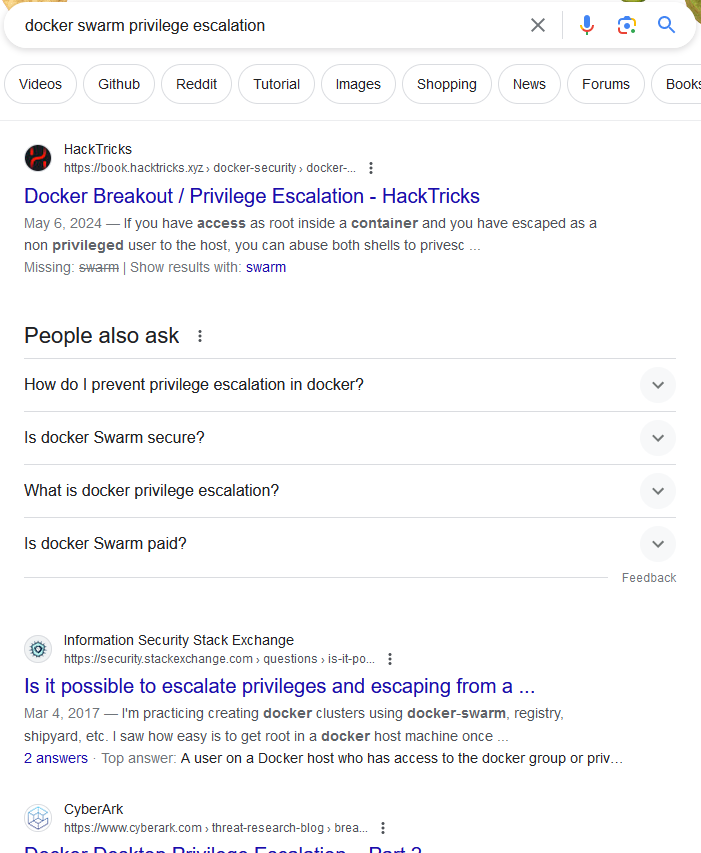 docker swarm privilege escalation
Videos
Github
Reddit
Tutorial
Images
Shopping
News
Forums
Books
HackTricks
https://book.hacktricks.xyz › docker-security › docker-...
Docker Breakout / Privilege Escalation - HackTricks
May 6, 2024 — If you have access as root inside a container and you have escaped as a
non privileged user to the host, you can abuse both shells to privesc ...
Missing: swarm | Show results with: swarm
People also ask
How do I prevent privilege escalation in docker?
Is docker Swarm secure?
What is docker privilege escalation?
Is docker Swarm paid?
Feedback
Information Security Stack Exchange
https://security.stackexchange.com › questions › is-it-po...
Is it possible to escalate privileges and escaping from a ...
Mar 4, 2017 — I'm practicing creating docker clusters using docker-swarm, registry,
shipyard, etc. I saw how easy is to get root in a docker host machine once ...
2 answers · Top answer: A user on a Docker host who has access to the docker group or priv...
CyberArk
https://www.cyberark.com › threat-research-blog › brea...
Docker Desktop Privilege Escalation – Part 2